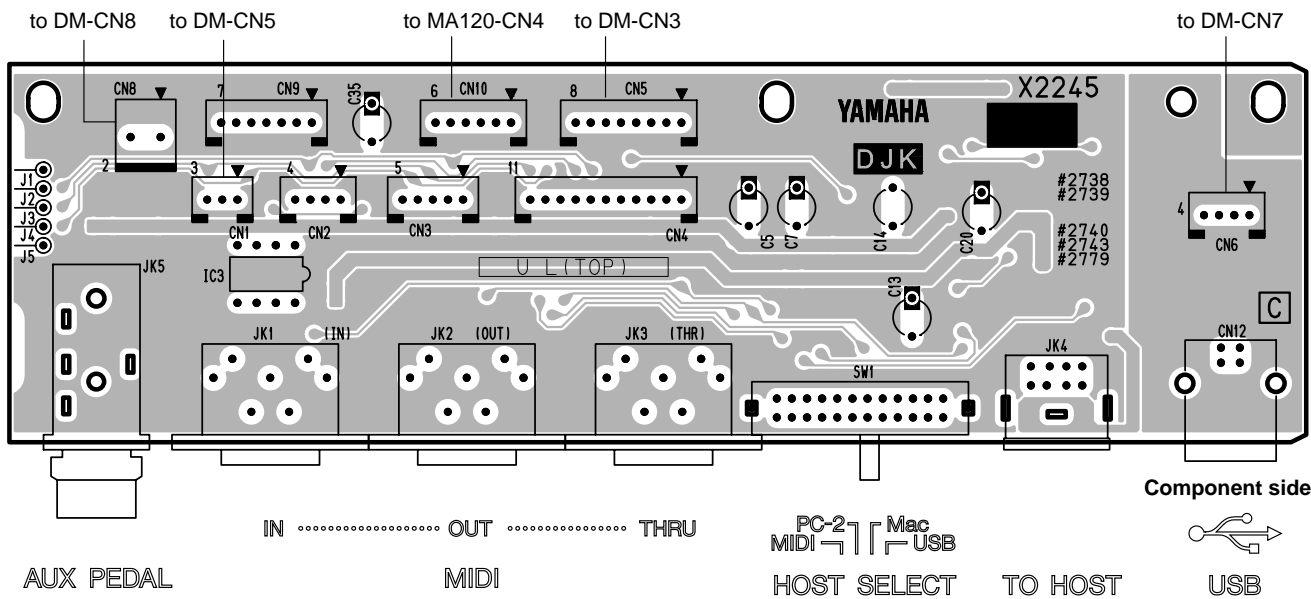 to DM-CN8
to DM-CN5
to MA120-CN4
to DM-CN3
to DM-CN7
CN8
7
CN9
C35
6
CN10
8
CN5
YAMAHA
X2245
DJK
2
3
4
5
11
J1
J2
J3
J4
J5
CN1
CN2
CN3
CN4
C5
C7
C14
C20
#2738
#2739
#2740
#2743
#2779
4
CN6
JK5
IC3
U L(TOP)
C13
C
JK1
(IN)
JK2
(OUT)
JK3
(THR)
SW1
JK4
CN12
Component side
IN
OUT
THRU
PC-2
Mac
MIDI
USB
AUX PEDAL
MIDI
HOST SELECT
TO HOST
USB